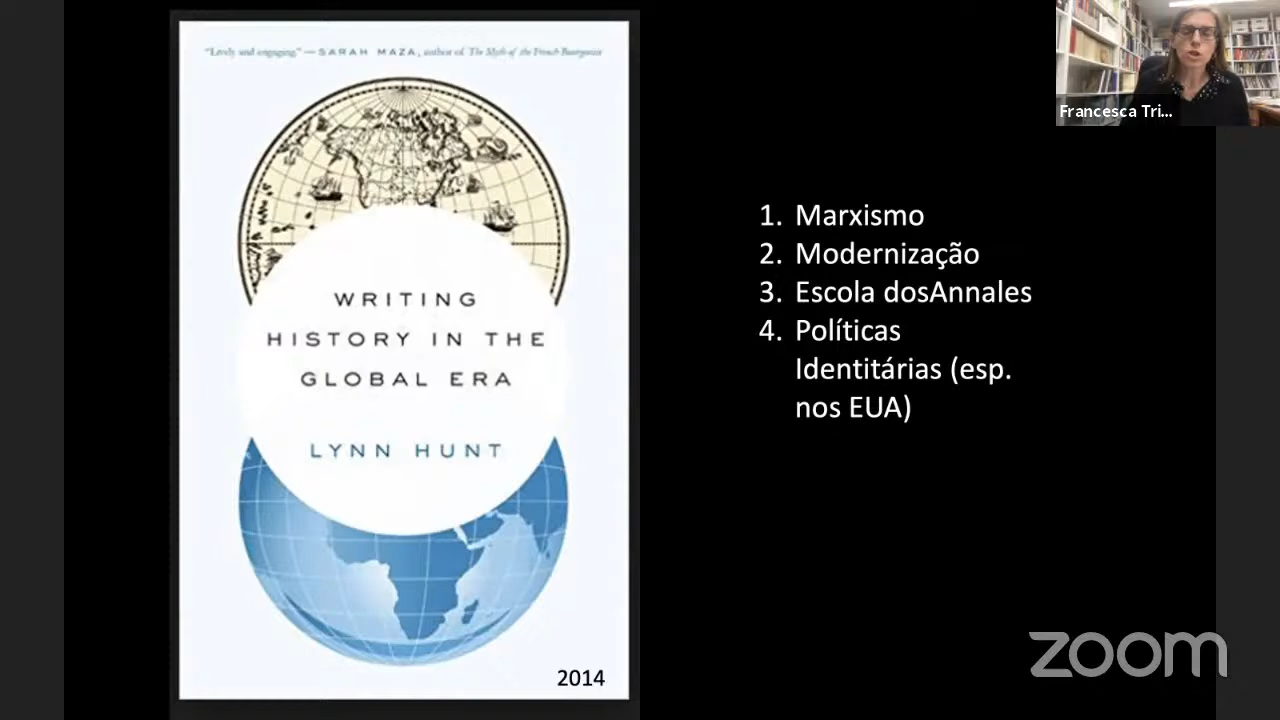 "Lively and engaging." — SARAH MAZA, author of The Myth of the French Bourgeoisie
WRITING
HISTORY IN THE
GLOBAL ERA
LYNN HUNT
2014
1. Marxismo
2. Modernização
3. Escola dosAnnales
4. Políticas
Identitárias (esp.
nos EUA)
Francesca Tri...
zoom